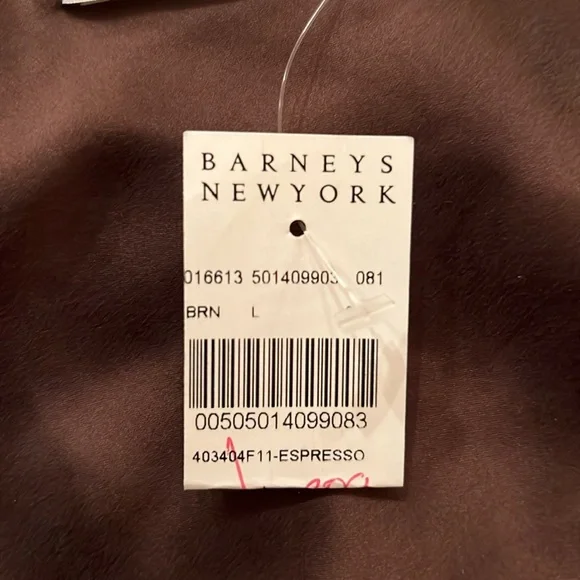 BARNEYS
NEWYORK
016613 501409903 081
BRN L
00505014099083
403404F11-ESPRESSO